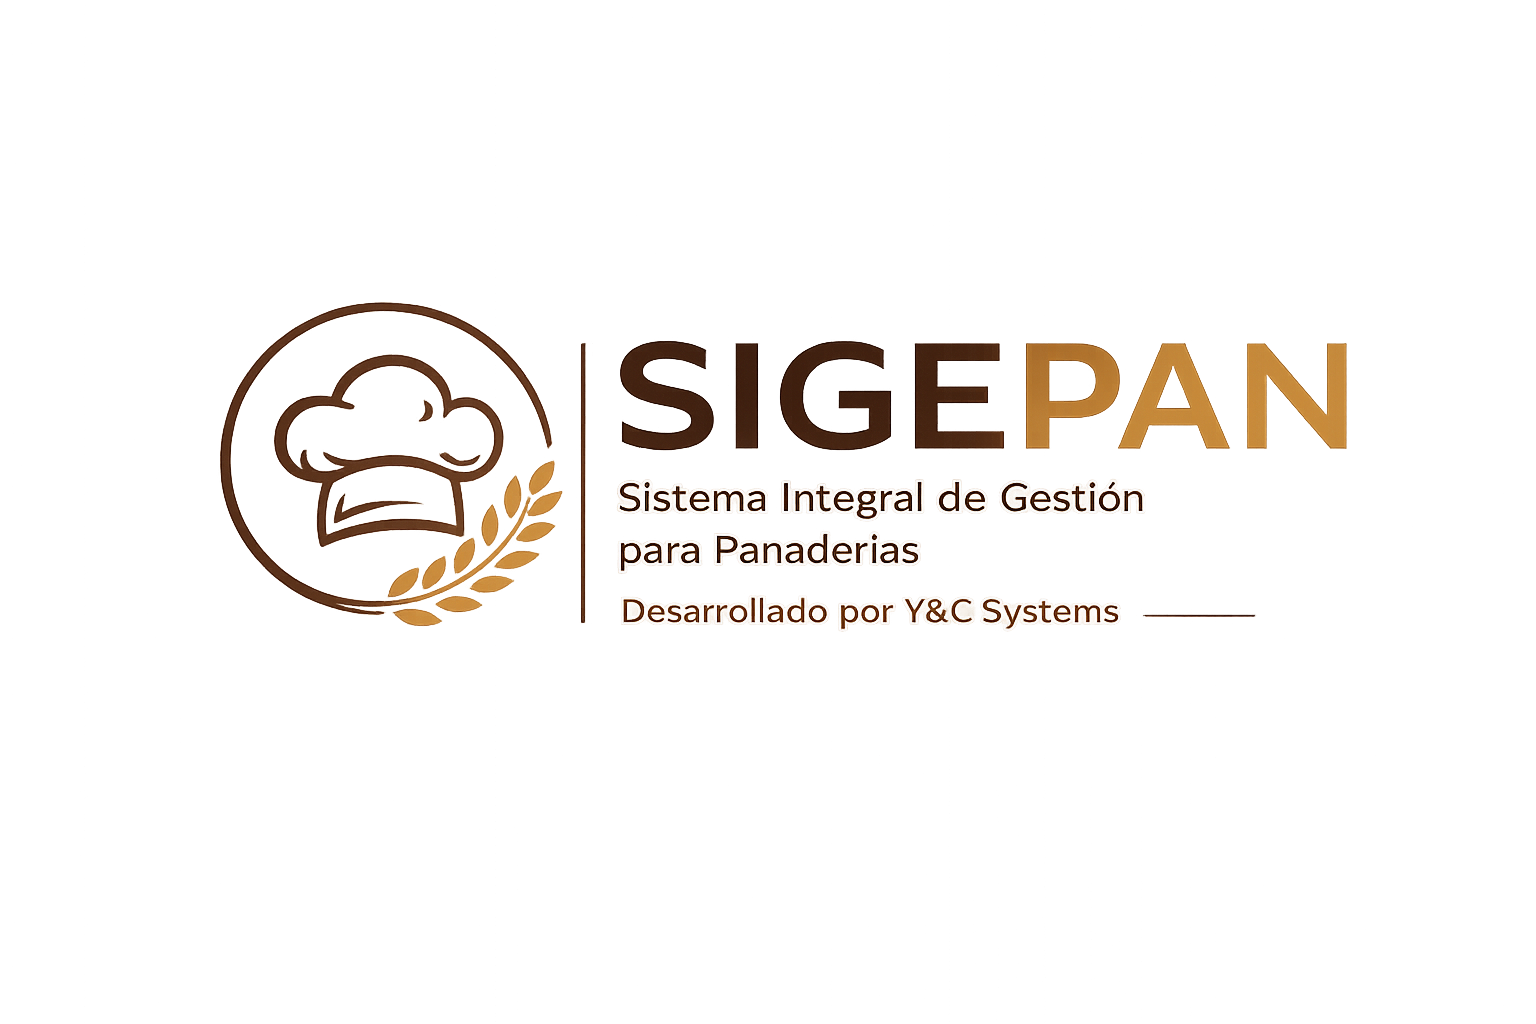 SIGEPAN
Sistema Integral de Gestión
para Panaderias
Desarrollado por Y&C Systems